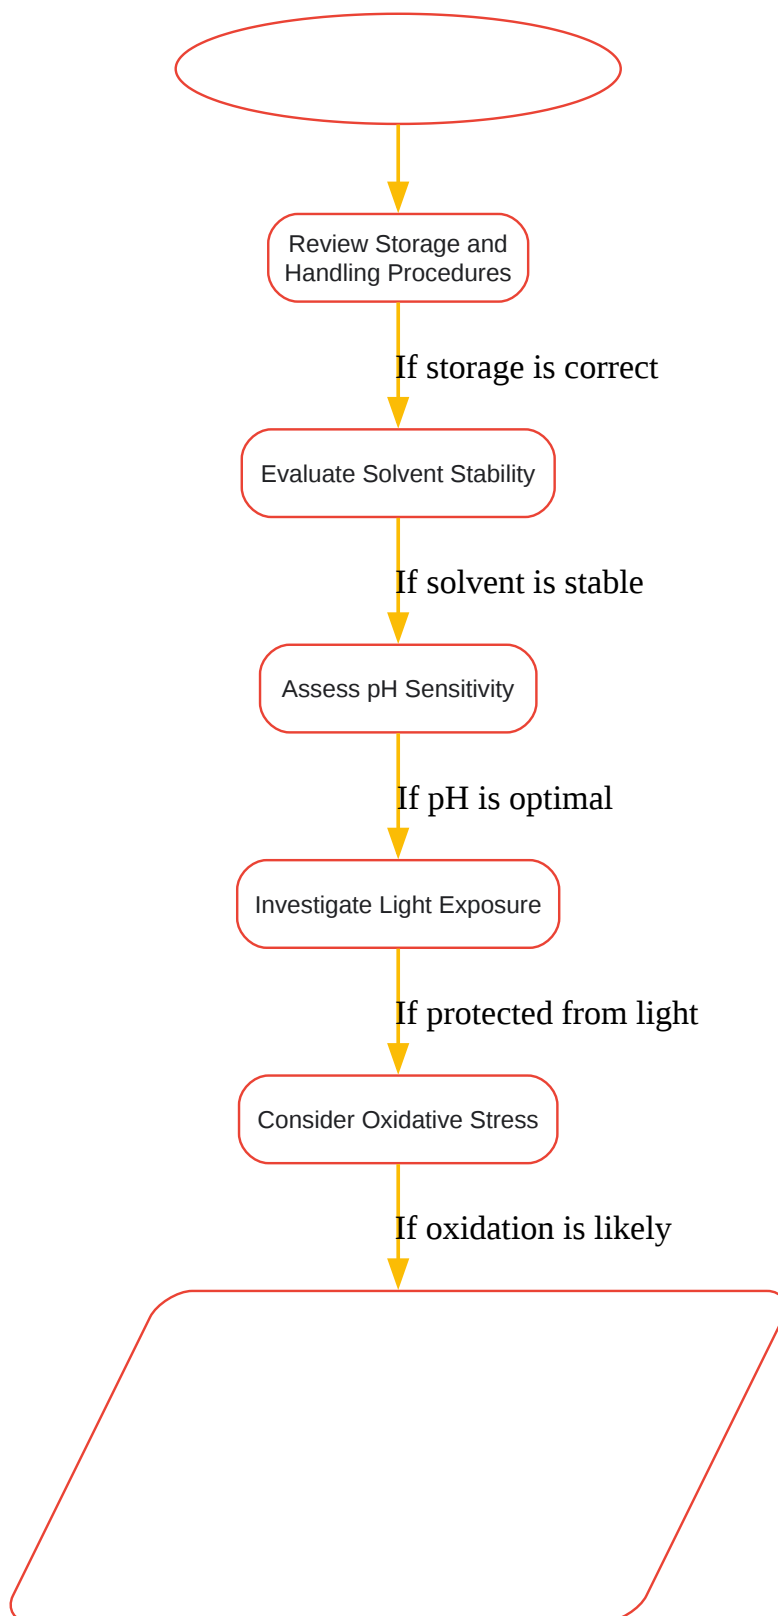 Review Storage and
Handling Procedures
If storage is correct
Evaluate Solvent Stability
If solvent is stable
Assess pH Sensitivity
If pH is optimal
Investigate Light Exposure
If protected from light
Consider Oxidative Stress
If oxidation is likely